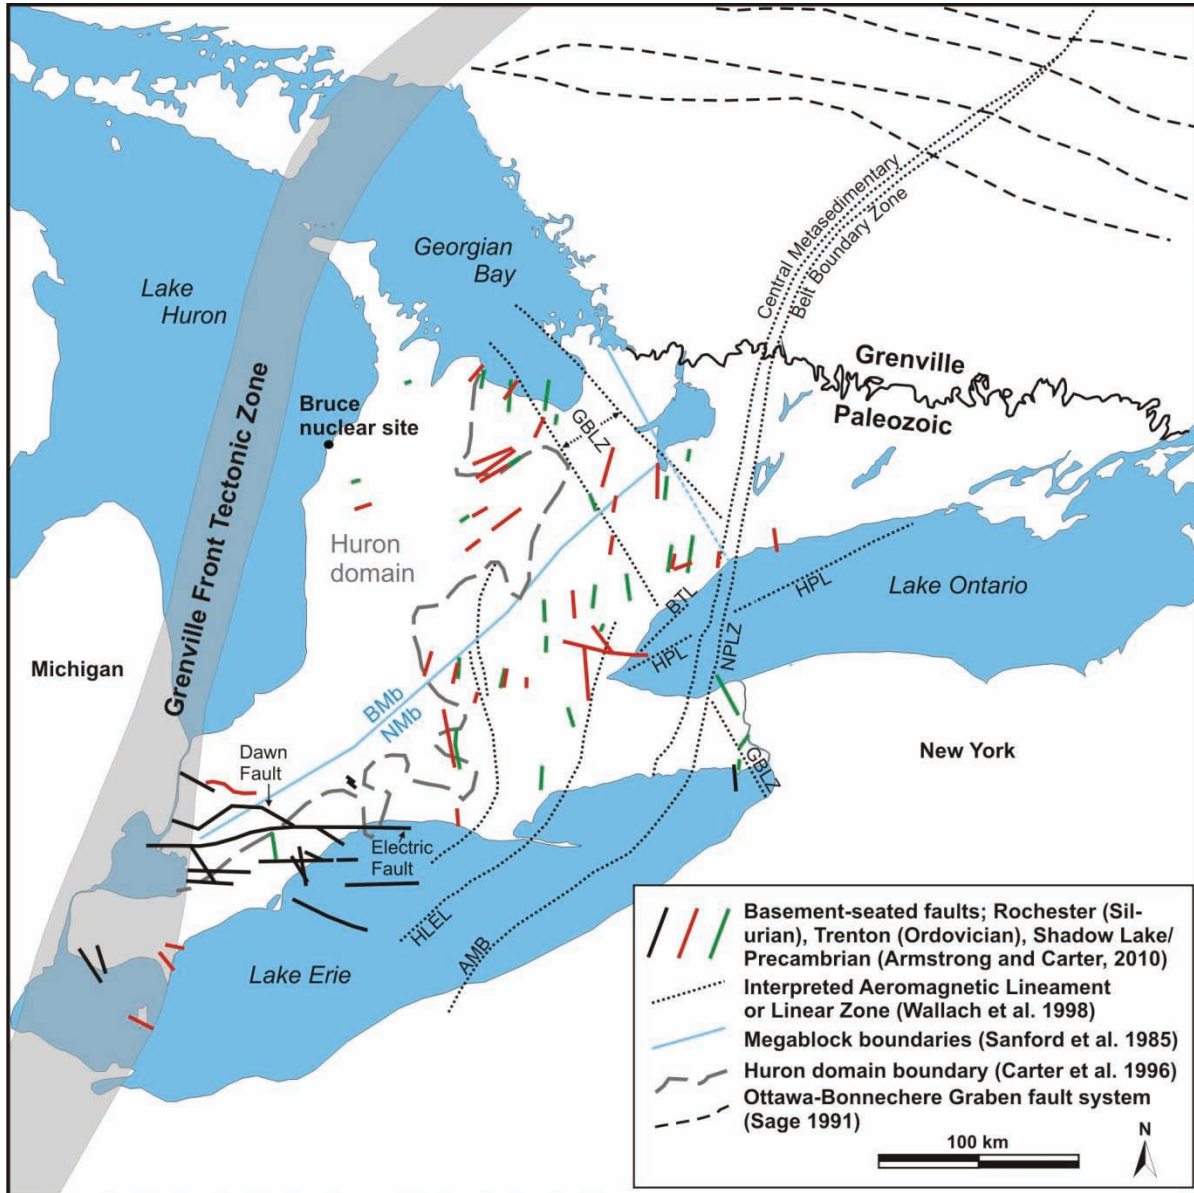 Georgian
Bay
Lake
Huron
Central Metasedimentary
Belt Boundary Zone
Grenville
Paleozoic
Bruce
nuclear site
GBLZ
Grenville Front Tectonic Zone
Huron
domain
Lake Ontario
HPL
BTL
HPL
NPLZ
Michigan
BMb
NMb
New York
GBLZ
Dawn
Fault
Electric
Fault
HLEL
AMB
Lake Erie
Basement-seated faults; Rochester (Sil-
urian), Trenton (Ordovician), Shadow Lake/
Precambrian (Armstrong and Carter, 2010)
Interpreted Aeromagnetic Lineament
or Linear Zone (Wallach et al. 1998)
Megablock boundaries (Sanford et al. 1985)
Huron domain boundary (Carter et al. 1996)
Ottawa-Bonnechere Graben fault system
(Sage 1991)
100 km
N